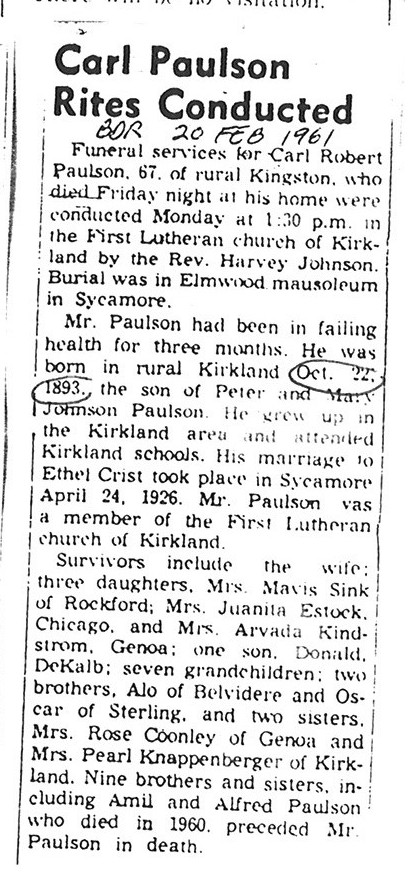 There will be no visitation.
Carl Paulson
Rites Conducted
BDR 20 FEB 1961
Funeral services for Carl Robert
Paulson, 67, of rural Kingston, who
died Friday night at his home were
conducted Monday at 1:30 p.m. in
the First Lutheran church of Kirk-
land by the Rev. Harvey Johnson.
Burial was in Elmwood mausoleum
in Sycamore.
Mr. Paulson had been in failing
health for three months. He was
born in rural Kirkland Oct. 22,
1893, the son of Peter and Mary
Johnson Paulson. He grew up in
the Kirkland area and attended
Kirkland schools. His marriage to
Ethel Crist took place in Sycamore
April 24, 1926. Mr. Paulson vas
a member of the First Lutheran
church of Kirkland.
Survivors include the wife;
three daughters, Mrs. Mavis Sink
of Rockford; Mrs. Juanita Estock,
Chicago, and Mrs. Arvada Kind-
strom, Genoa; one son, Donald,
DeKalb; seven grandchildren; two
brothers, Alo of Belvidere and Os-
car of Sterling, and two sisters,
Mrs. Rose Coonley of Genoa and
Mrs. Pearl Knappenberger of Kirk-
land. Nine brothers and sisters, in-
cluding Amil and Alfred Paulson
who died in 1960, preceded Mr.
Paulson in death.